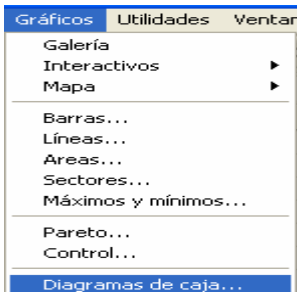 Gráficos Utilidades Ventar
Galería
Interactivos
Mapa
Barras...
Líneas...
Areas...
Sectores...
Máximos y mínimos...
Pareto...
Control...
Diagramas de caja...